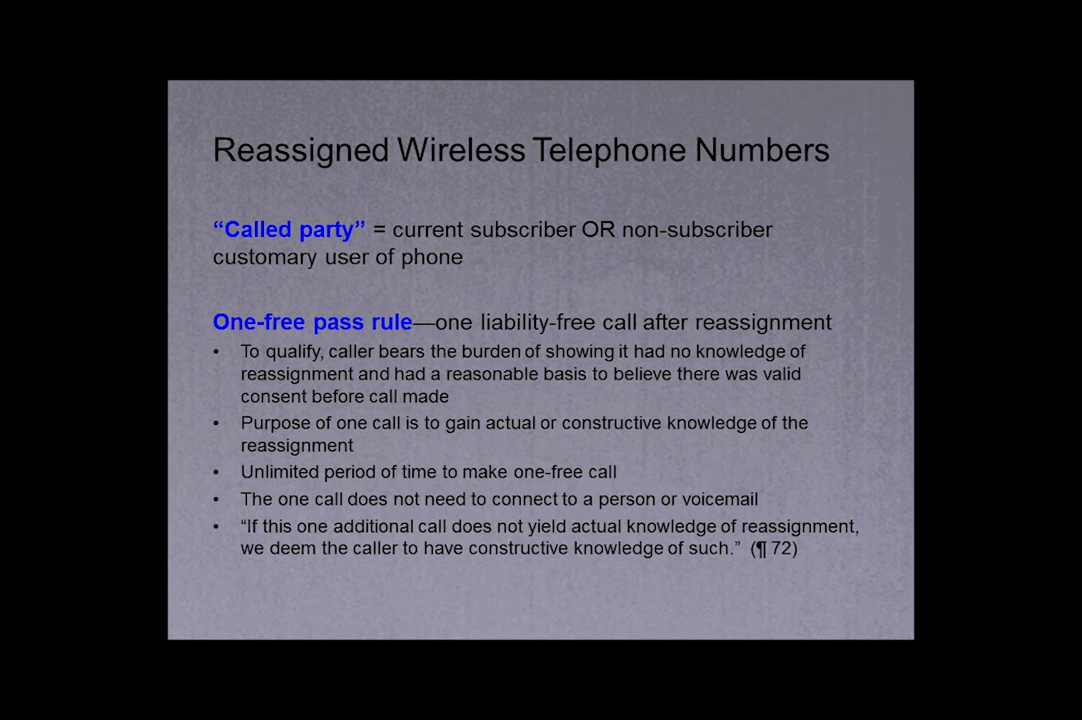 Reassigned Wireless Telephone Numbers
“Called party” = current subscriber OR non-subscriber
customary user of phone
One-free pass rule—one liability-free call after reassignment
• To qualify, caller bears the burden of showing it had no knowledge of
reassignment and had a reasonable basis to believe there was valid
consent before call made
• Purpose of one call is to gain actual or constructive knowledge of the
reassignment
• Unlimited period of time to make one-free call
• The one call does not need to connect to a person or voicemail
• “If this one additional call does not yield actual knowledge of reassignment,
we deem the caller to have constructive knowledge of such.” (¶ 72)